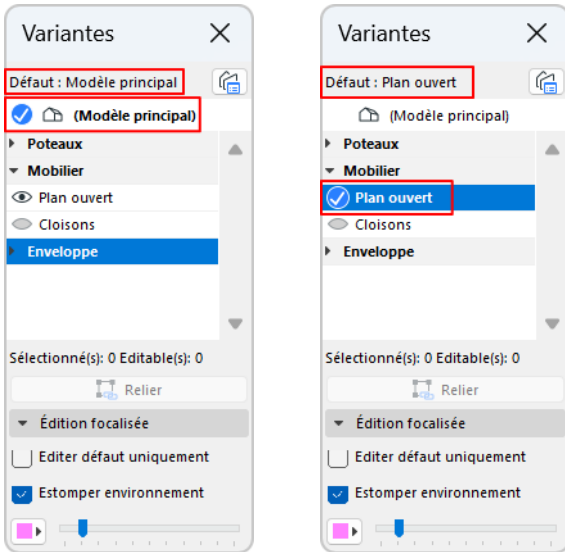 Variantes
Défaut : Modèle principal
(Modèle principal)
Poteaux
Mobilier
Plan ouvert
Cloisons
Enveloppe
Sélectionné(s): 0 Editable(s): 0
Relier
Édition focalisée
Editer défaut uniquement
Estomper environnement
Variantes
Défaut : Plan ouvert
(Modèle principal)
Poteaux
Mobilier
Plan ouvert
Cloisons
Enveloppe
Sélectionné(s): 0 Editable(s): 0
Relier
Édition focalisée
Editer défaut uniquement
Estomper environnement